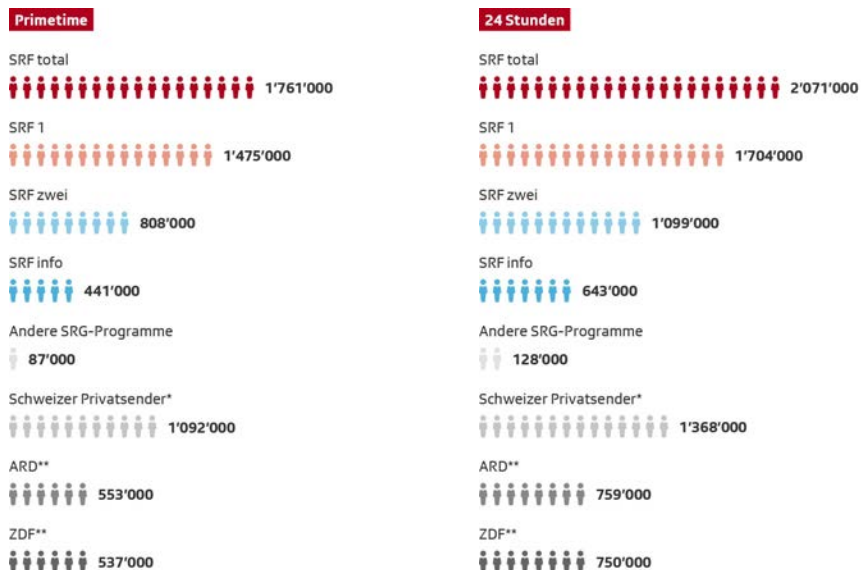 Primetime
SRF total
1’761’000
SRF 1
1’475’000
SRF zwei
808’000
SRF info
441’000
Andere SRG-Programme
87’000
Schweizer Privatsender*
1’092’000
ARD**
553’000
ZDF**
537’000
24 Stunden
SRF total
2’071’000
SRF 1
1’704’000
SRF zwei
1’099’000
SRF info
643’000
Andere SRG-Programme
128’000
Schweizer Privatsender*
1’368’000
ARD**
759’000
ZDF**
750’000